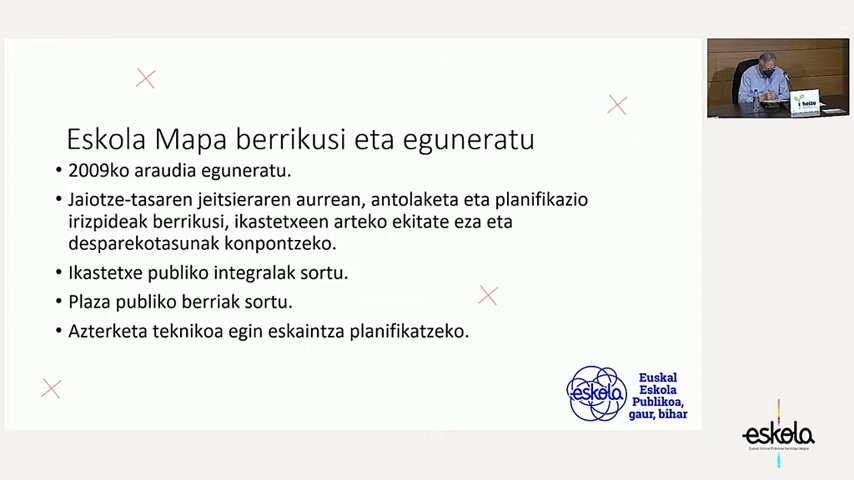 Eskola Mapa berrikusi eta eguneratu
• 2009ko araudia eguneratu.
• Jaiotze-tasaren jeitsieraren aurrean, antolaketa eta planifikazio
irizpideak berrikusi, ikastetxeen arteko ekitate eza eta
desparekotasunak konpontzeko.
• Ikastetxe publiko integralak sortu.
• Plaza publiko berriak sortu.
• Azterketa teknikoa egin eskaintza planifikatzeko.
eskola
Euskal
Eskola
Publikoa,
gaur, bihar
heize
eskola